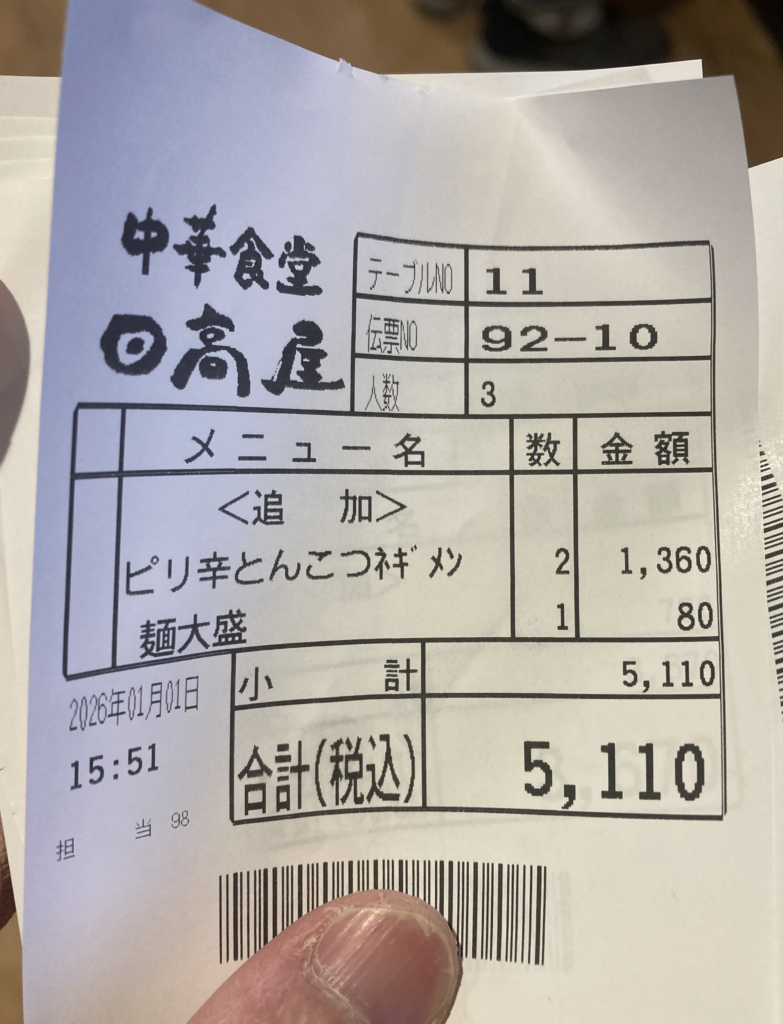 中華食堂
日高屋
テーブルNO 11
伝票NO 92-10
人数 3
メニュー名 数 金額
<追 加>
ピリ辛とんこつﾈｷﾞﾒﾝ 2 1,360
麺大盛 1 80
小 計 5,110
合計(税込) 5,110
2026年01月01日
15:51
担 当 98